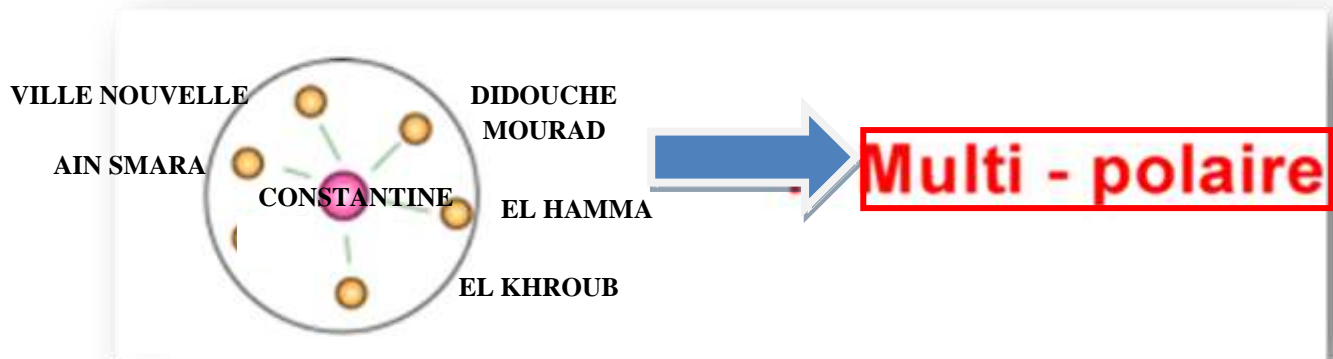 VILLE NOUVELLE
DIDOUCHE
MOURAD
AIN SMARA
CONSTANTINE
EL HAMMA
EL KHROUB
Multi - polaire